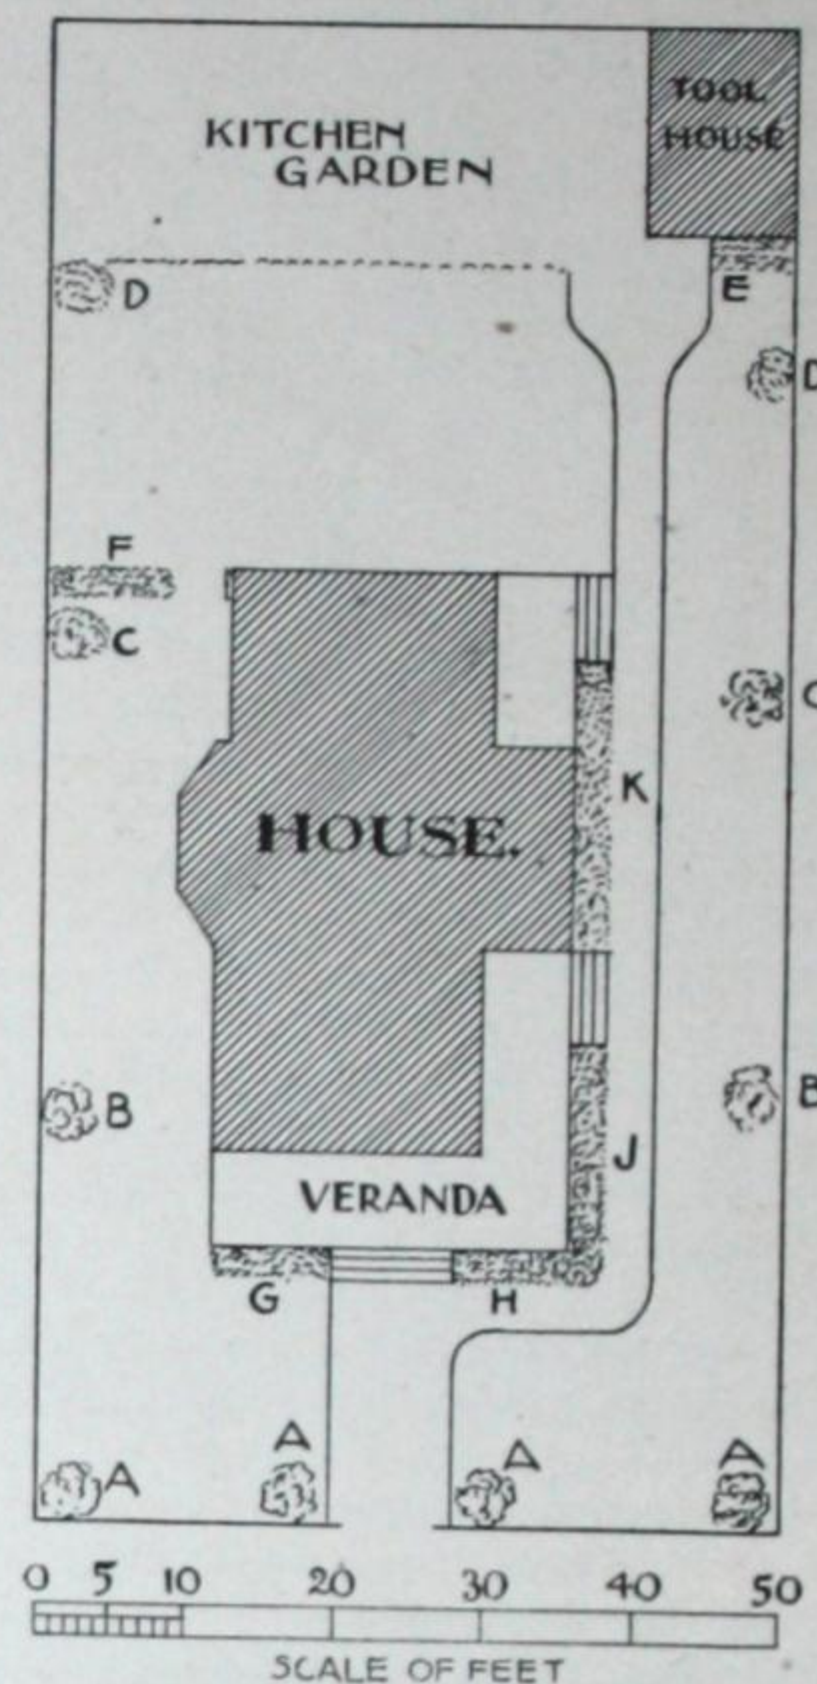 TOOL
HOUSE
KITCHEN
GARDEN
D
E
D
F
C
C
K
HOUSE.
B
B
J
VERANDA
G
H
A
A
A
A
0 5 10 20 30 40 50
SCALE OF FEET